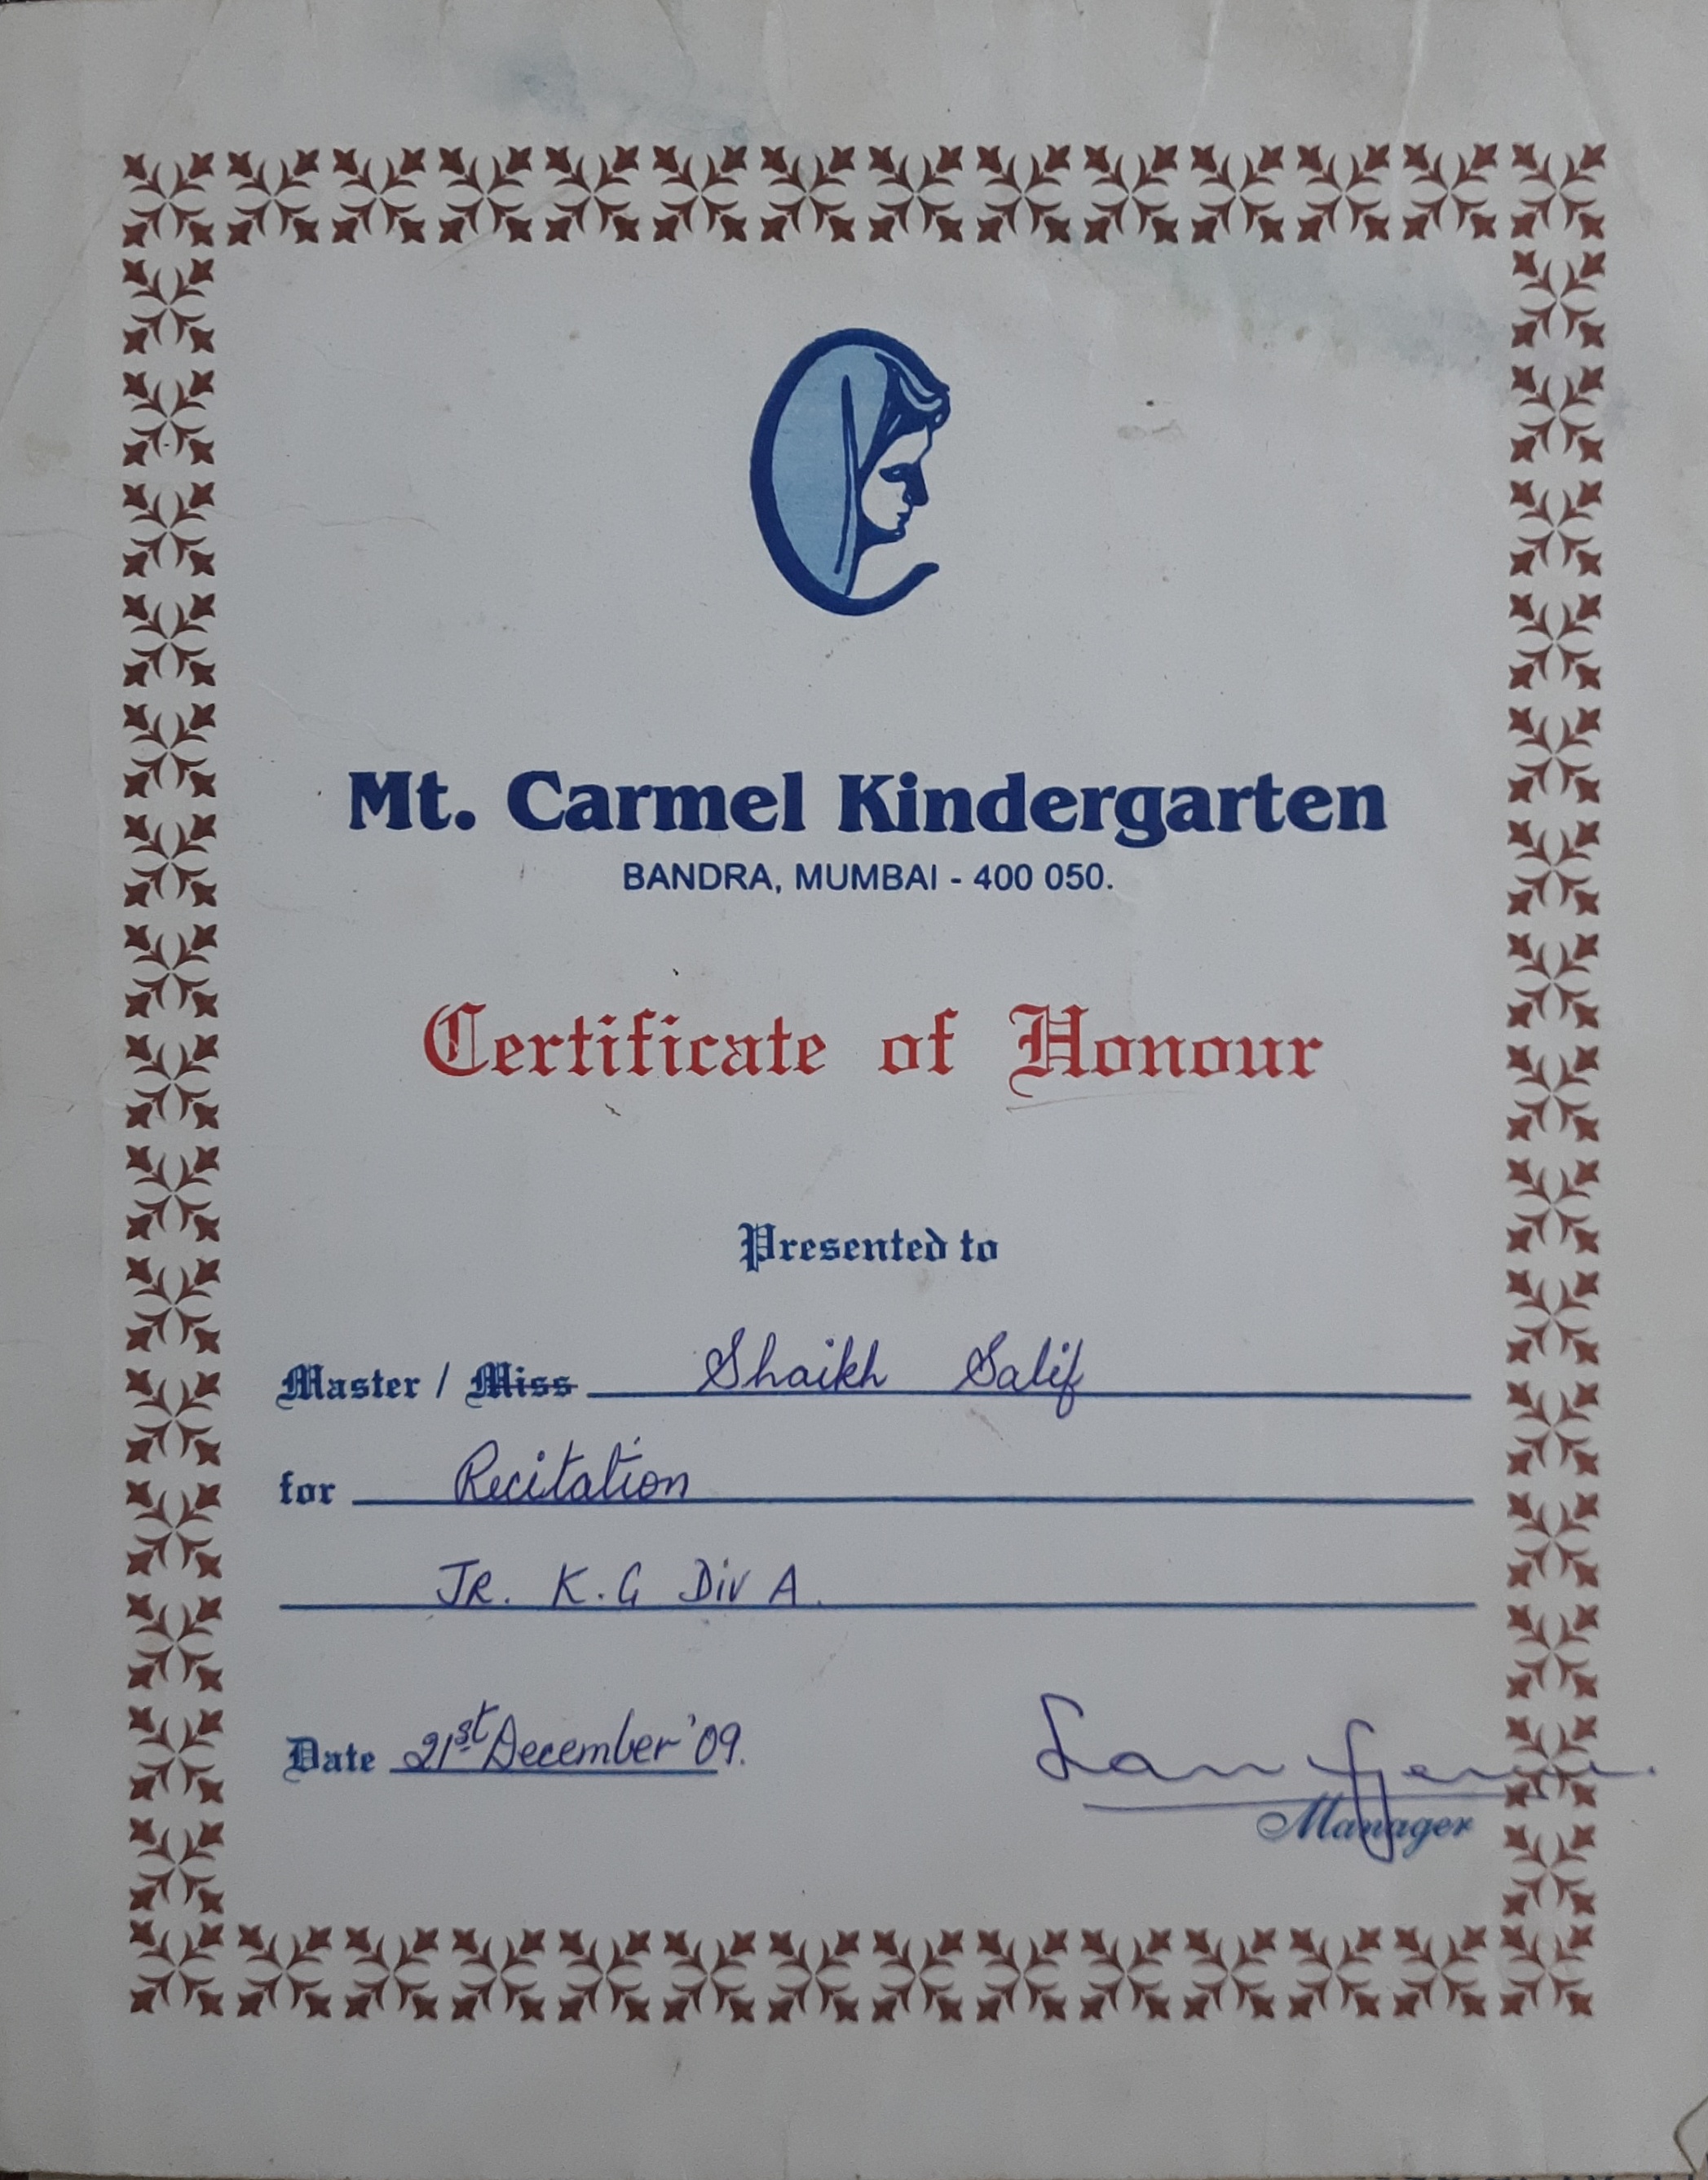 Mt. Carmel Kindergarten
BANDRA, MUMBAI - 400 050.
Certificate of Honour
Presented to
Master / Miss Shaikh Salif
for Recitation
JR. K.G Div A.
Date 21st December '09.
Manager